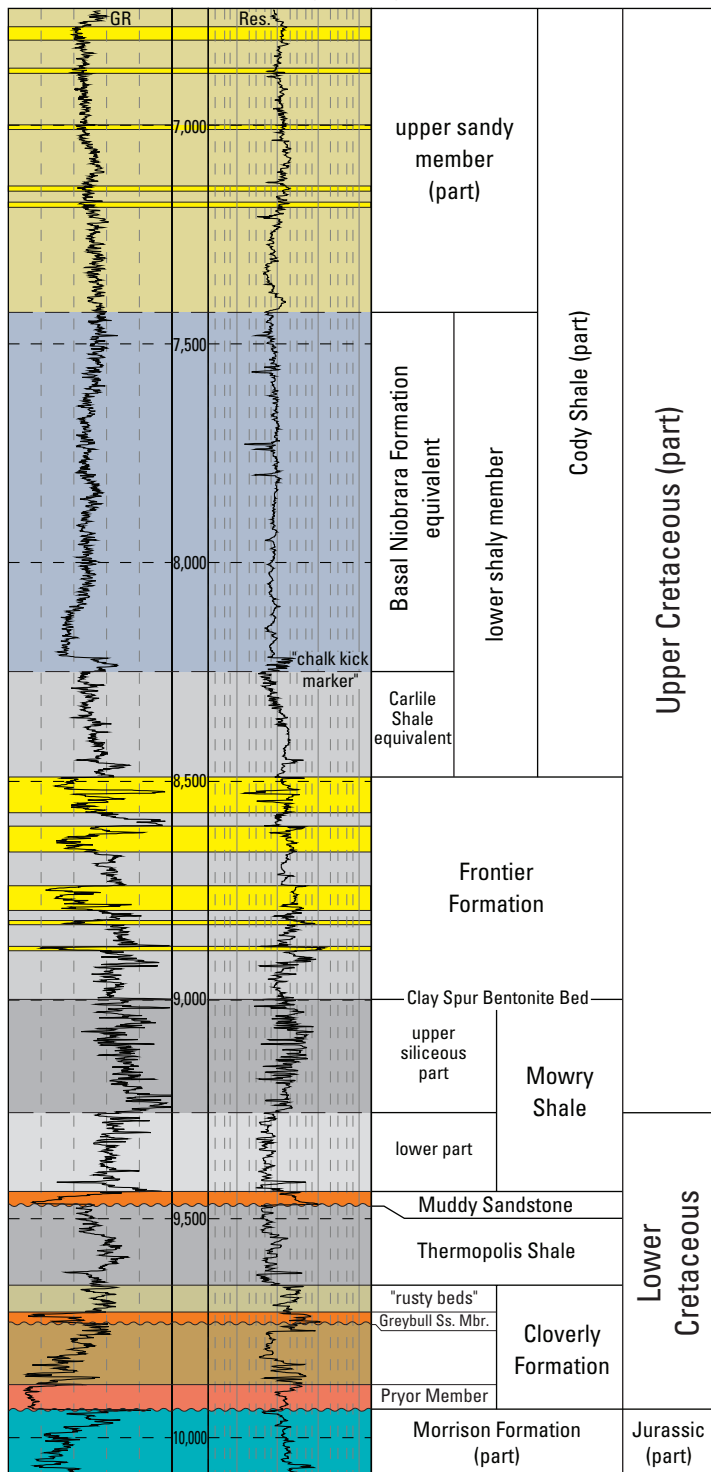 GR
Res.
7,000
7,500
8,000
8,500
9,000
9,500
10,000
upper sandy
member
(part)
Basal Niobrara Formation
equivalent
lower shaly member
Cody Shale (part)
Upper Cretaceous (part)
"chalk kick
marker"
Carlile
Shale
equivalent
Frontier
Formation
Clay Spur Bentonite Bed
upper
siliceous
part
Mowry
Shale
lower part
Muddy Sandstone
Thermopolis Shale
Lower
Cretaceous
"rusty beds"
Greybull Ss. Mbr.
Cloverly
Formation
Pryor Member
Morrison Formation
(part)
Jurassic
(part)